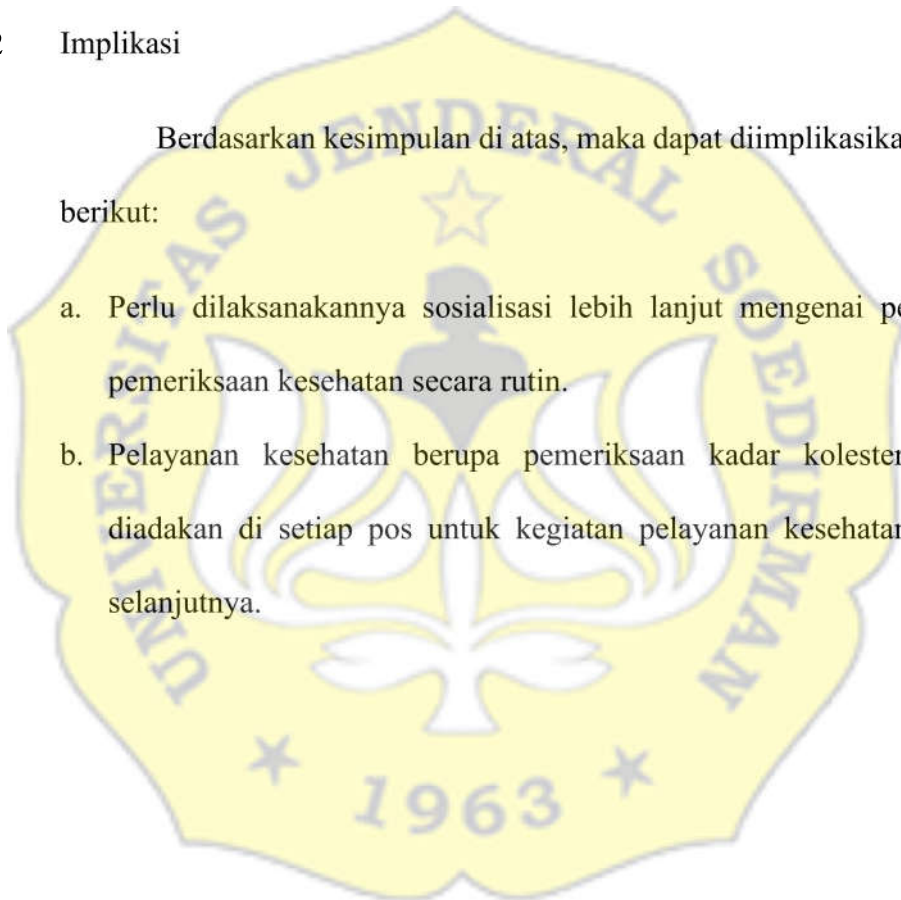 2 Implikasi
Berdasarkan kesimpulan di atas, maka dapat diimplikasika
berikut:
a. Perlu dilaksanakannya sosialisasi lebih lanjut mengenai pe
pemeriksaan kesehatan secara rutin.
b. Pelayanan kesehatan berupa pemeriksaan kadar kolester
diadakan di setiap pos untuk kegiatan pelayanan kesehatan
selanjutnya.
UNIVERSITAS JENDERAL SOEDIRMAN
1963